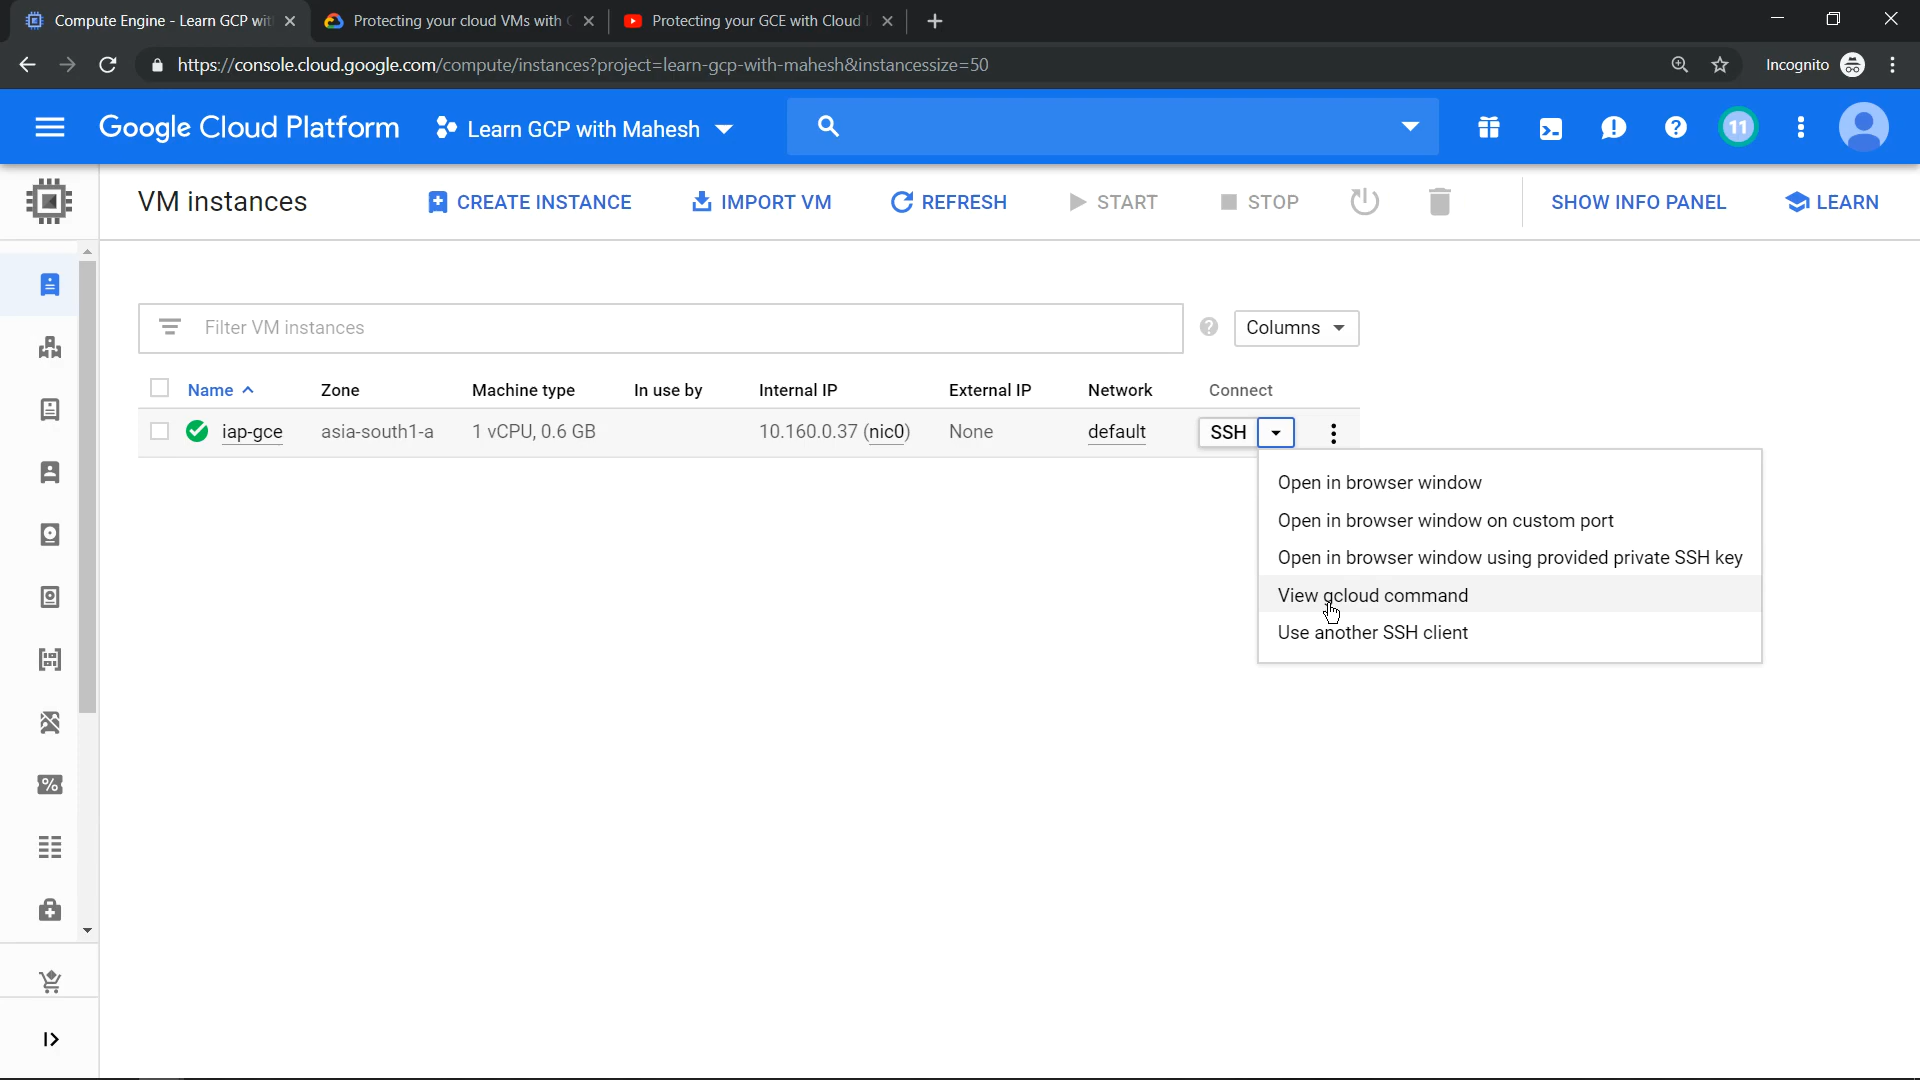 Compute Engine - Learn GCP wit
Protecting your cloud VMs with C
Protecting your GCE with Cloud I
https://console.cloud.google.com/compute/instances?project=learn-gcp-with-mahesh&instancessize=50
Incognito
Google Cloud Platform
Learn GCP with Mahesh
11
VM instances
CREATE INSTANCE
IMPORT VM
REFRESH
START
STOP
SHOW INFO PANEL
LEARN
Filter VM instances
Columns
Name Zone Machine type In use by Internal IP External IP Network Connect
iap-gce asia-south1-a 1 vCPU, 0.6 GB 10.160.0.37 (nic0) None default SSH
Open in browser window
Open in browser window on custom port
Open in browser window using provided private SSH key
View gcloud command
Use another SSH client